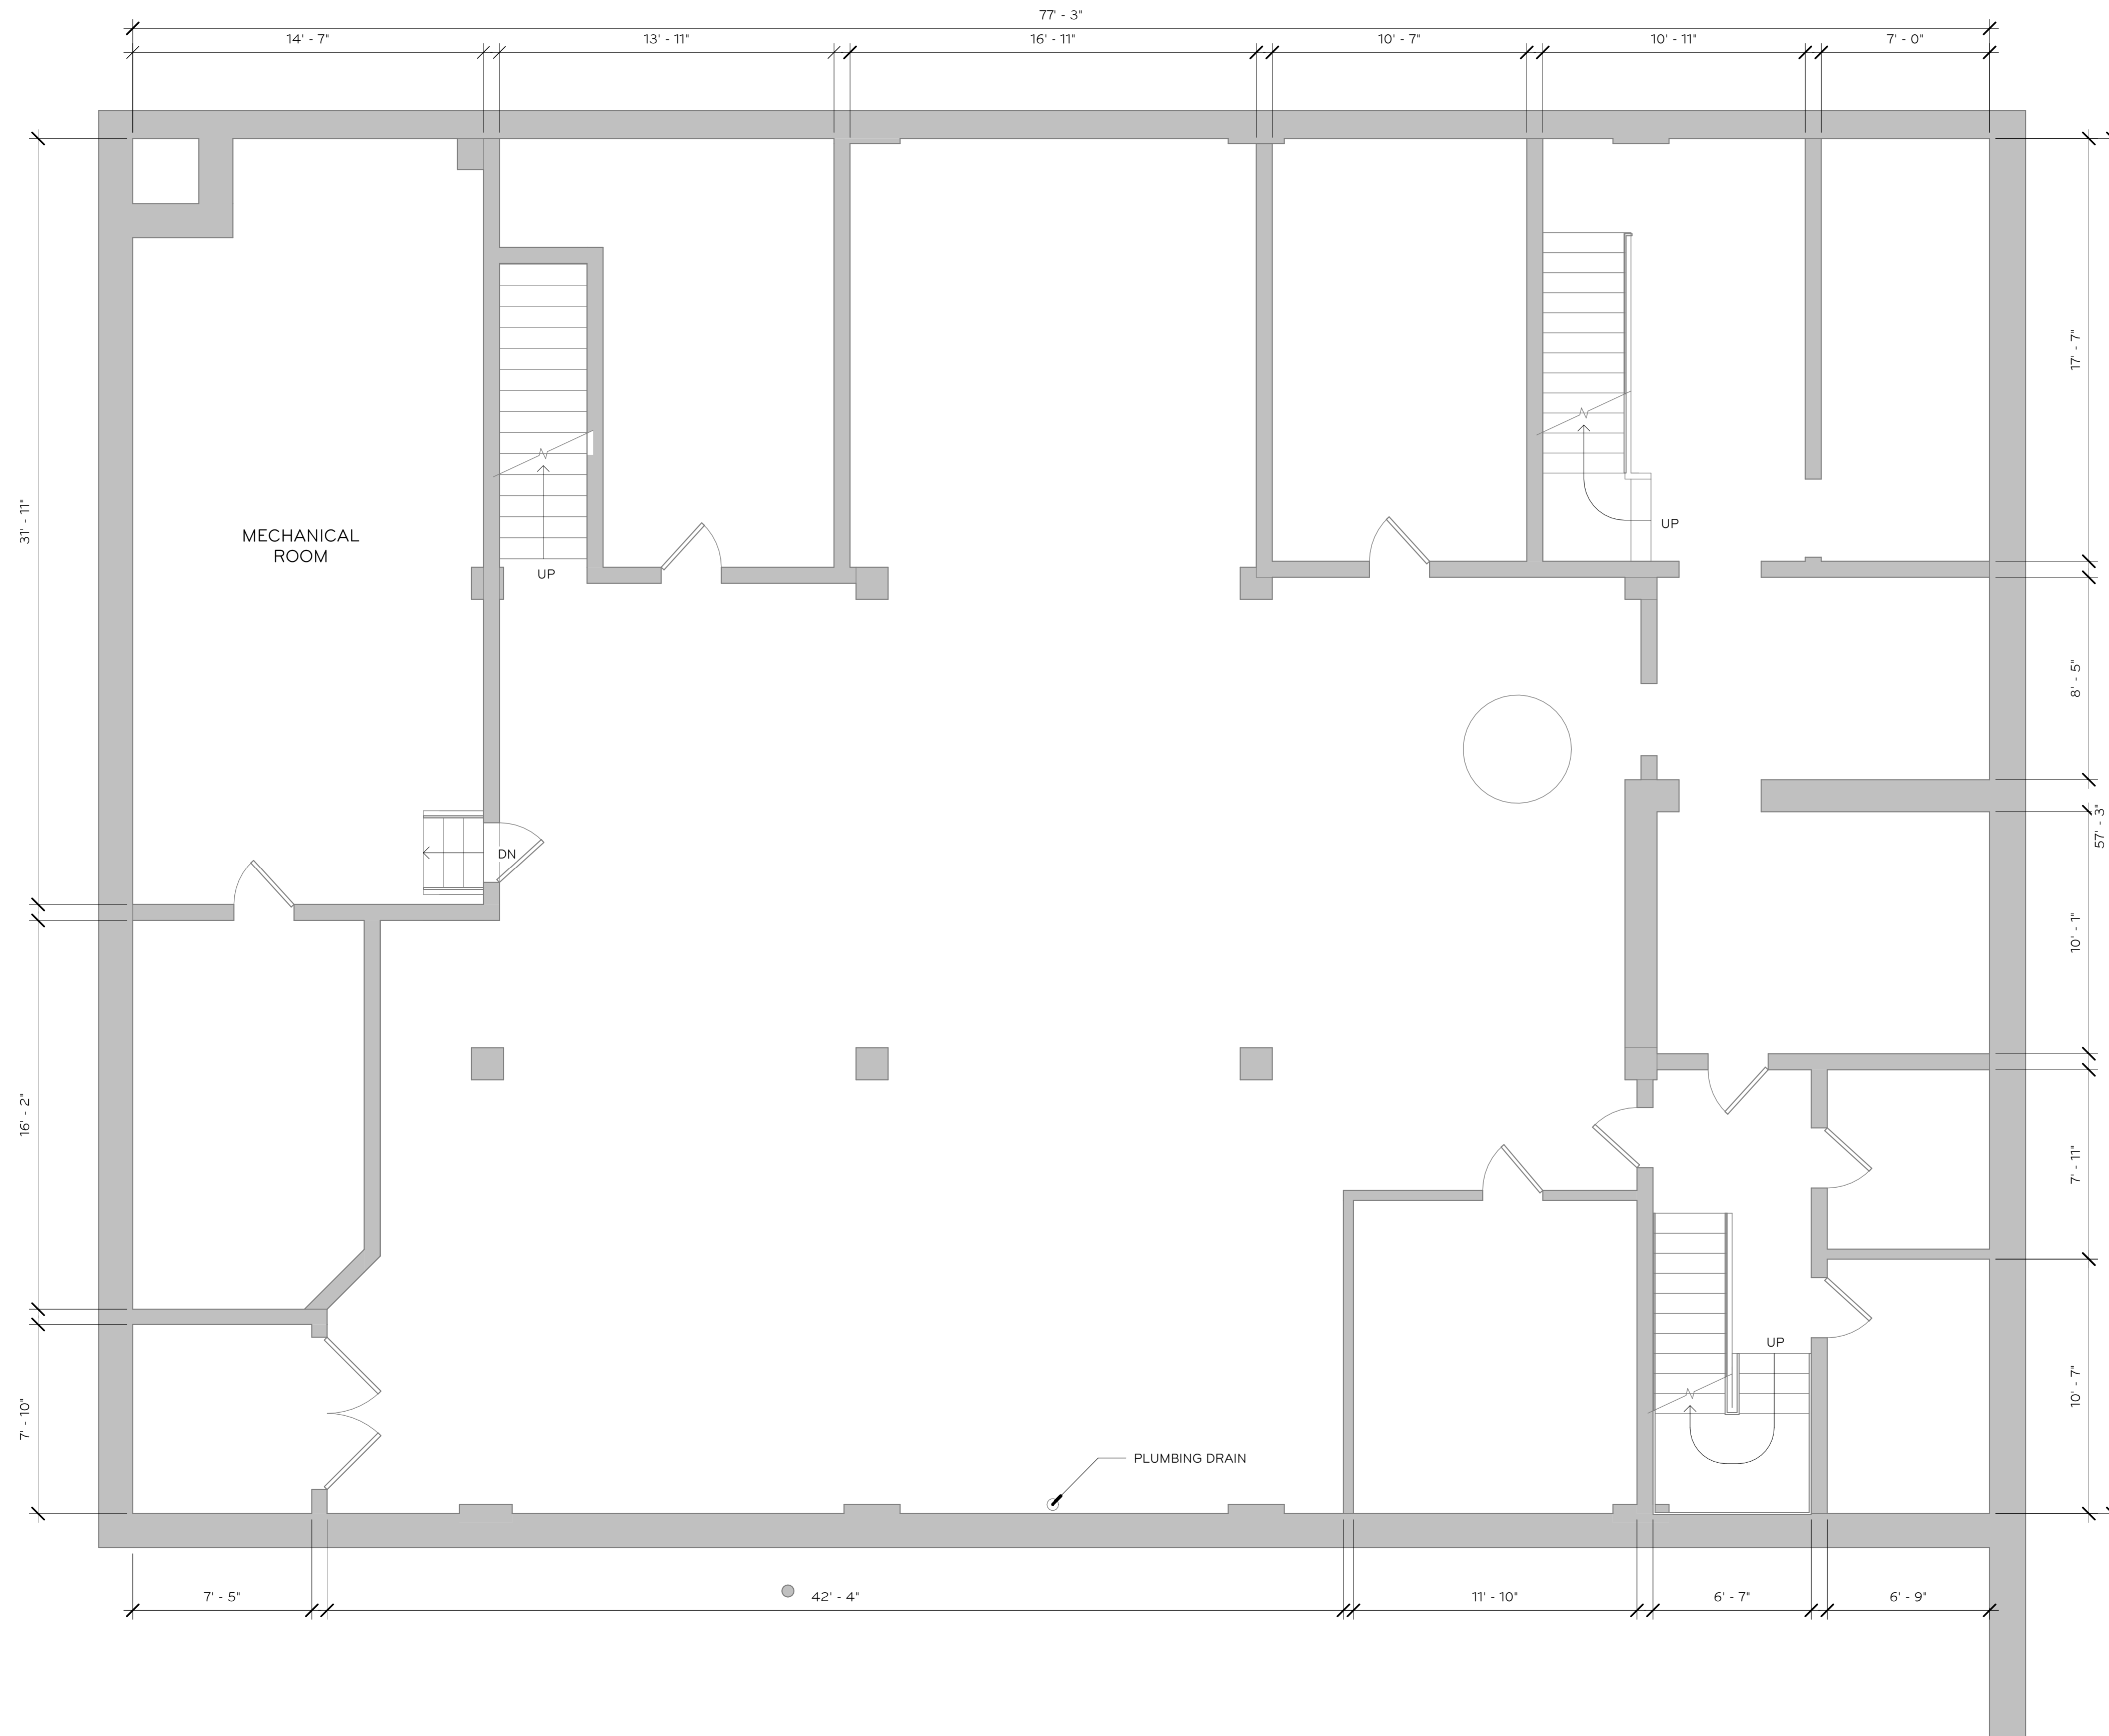 77' - 3"
14' - 7"
13' - 11"
16' - 11"
10' - 7"
10' - 11"
7' - 0"
17' - 7"
31' - 11"
MECHANICAL
ROOM
UP
UP
8' - 5"
57' - 3"
DN
10' - 1"
16' - 2"
7' - 11"
UP
7' - 10"
10' - 7"
PLUMBING DRAIN
7' - 5"
42' - 4"
11' - 10"
6' - 7"
6' - 9"